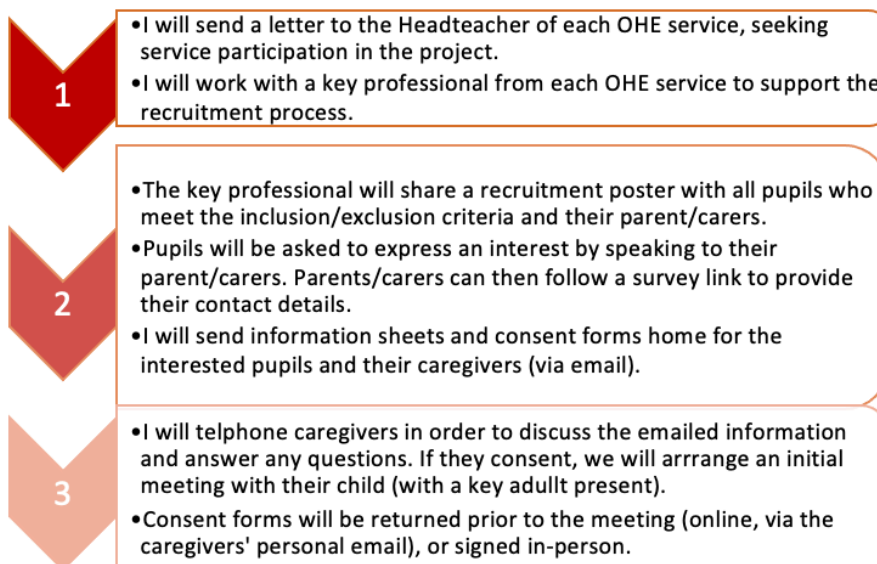 •I will send a letter to the Headteacher of each OHE service, seeking
service participation in the project.
1
•I will work with a key professional from each OHE service to support the
recruitment process.
•The key professional will share a recruitment poster with all pupils who
meet the inclusion/exclusion criteria and their parent/carers.
•Pupils will be asked to express an interest by speaking to their
parent/carers. Parents/carers can then follow a survey link to provide
their contact details.
2
•I will send information sheets and consent forms home for the
interested pupils and their caregivers (via email).
•I will telphone caregivers in order to discuss the emailed information
and answer any questions. If they consent, we will arrrange an initial
meeting with their child (with a key adullt present).
3
•Consent forms will be returned prior to the meeting (online, via the
caregivers' personal email), or signed in-person.